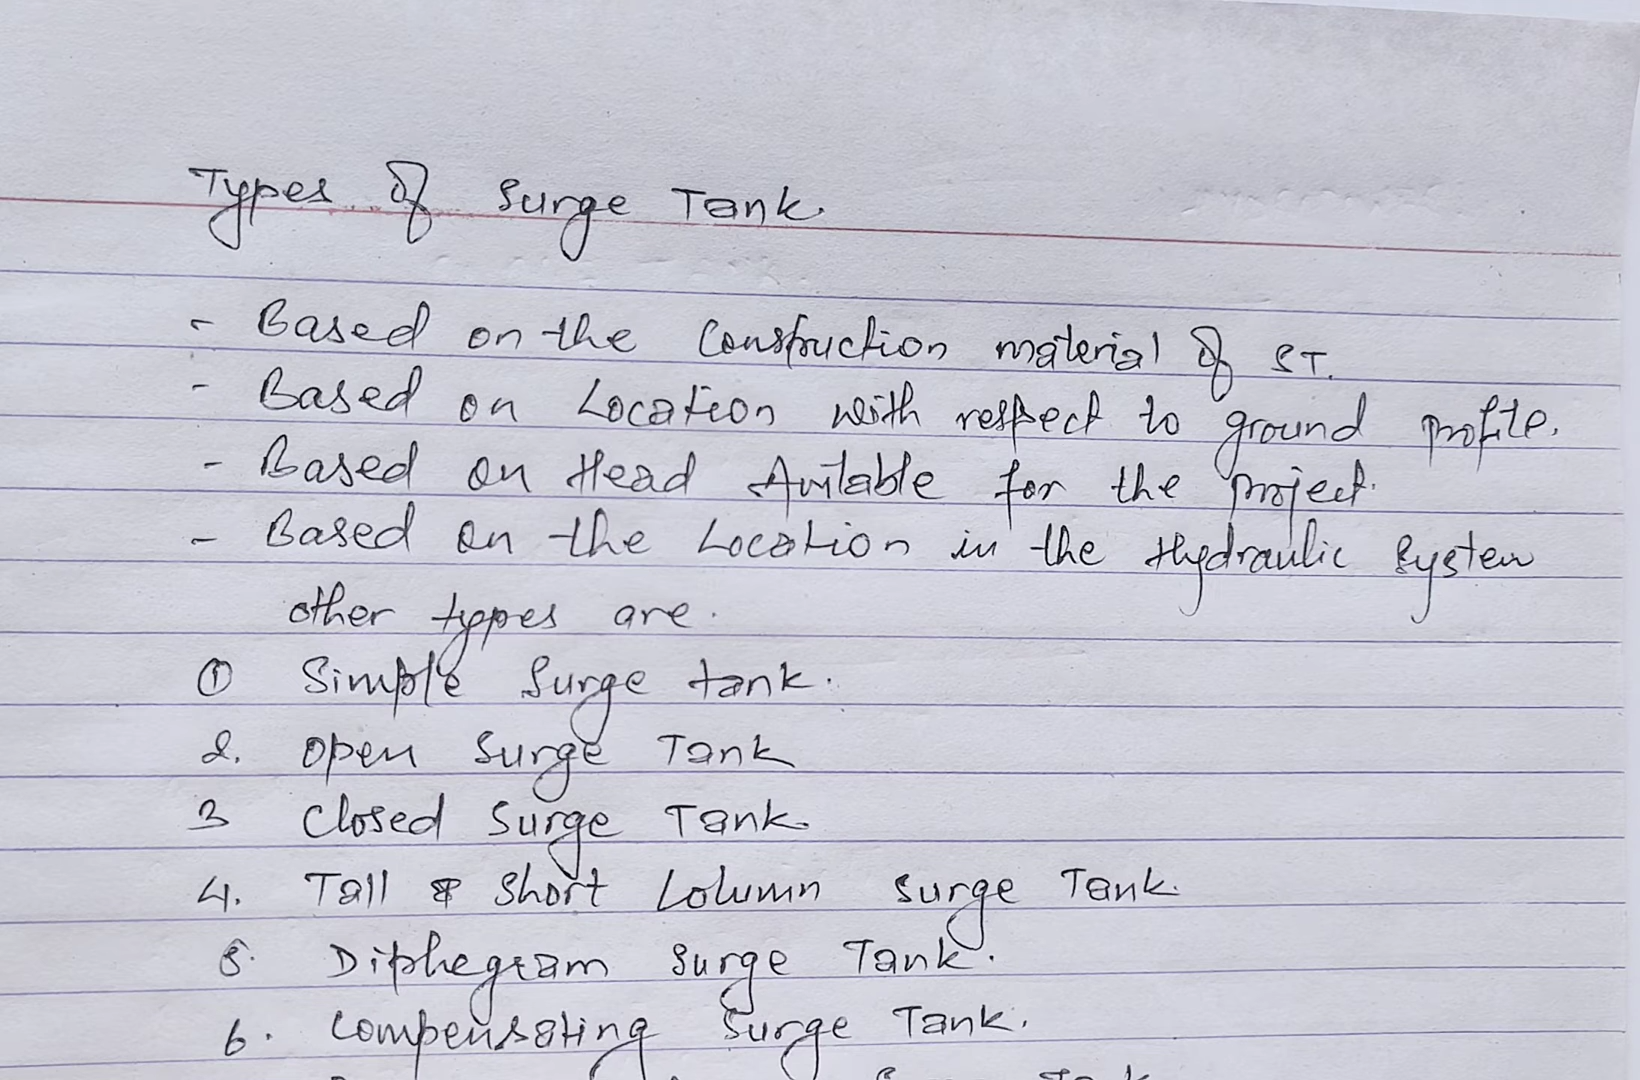 Types of Surge Tank.
- Based on the Construction material of ST.
- Based on Location with respect to ground profile.
- Based on Head Avilable for the project.
- Based on the Location in the Hydraulic System
other types are.
① Simple Surge tank.
2. Open Surge Tank
3 Closed Surge Tank.
4. Tall & Short Column Surge Tank.
5. Diphegram Surge Tank.
6. Compensating Surge Tank.